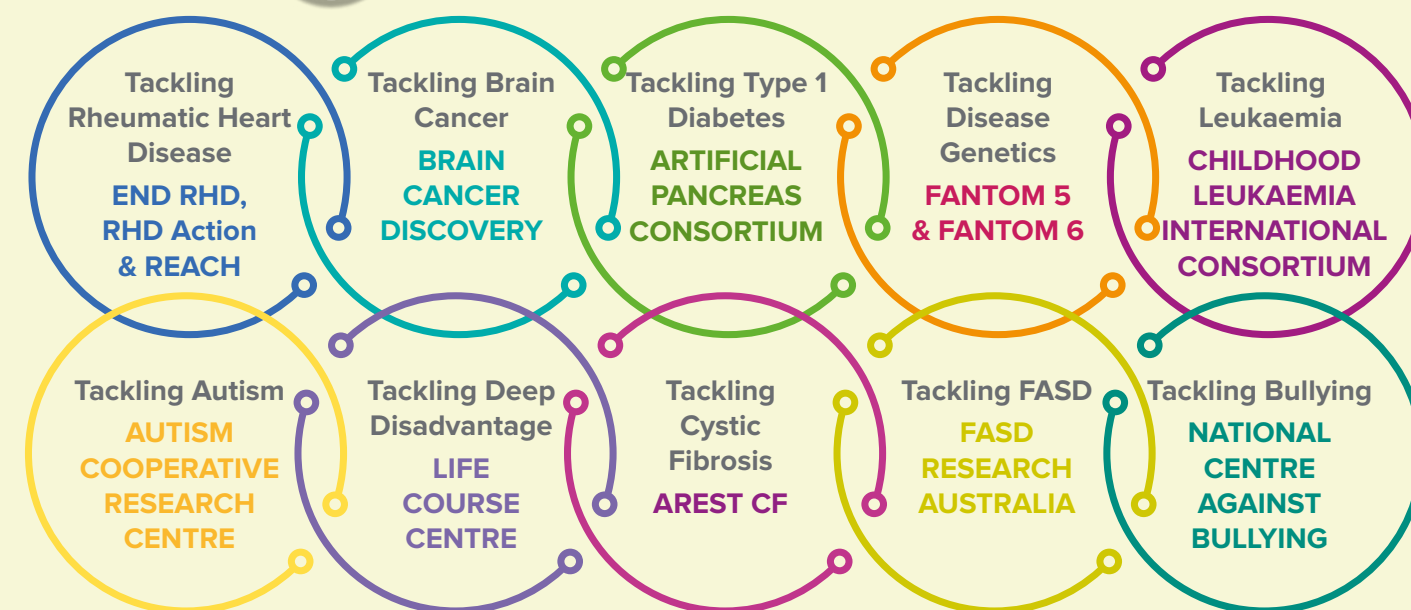 Tackling
Rheumatic Heart
Disease
END RHD,
RHD Action
& REACH
Tackling Brain
Cancer
BRAIN
CANCER
DISCOVERY
Tackling Type 1
Diabetes
ARTIFICIAL
PANCREAS
CONSORTIUM
Tackling
Disease
Genetics
FANTOM 5
& FANTOM 6
Tackling
Leukaemia
CHILDHOOD
LEUKAEMIA
INTERNATIONAL
CONSORTIUM
Tackling Autism
AUTISM
COOPERATIVE
RESEARCH
CENTRE
Tackling Deep
Disadvantage
LIFE
COURSE
CENTRE
Tackling
Cystic
Fibrosis
AREST CF
Tackling FASD
FASD
RESEARCH
AUSTRALIA
Tackling Bullying
NATIONAL
CENTRE
AGAINST
BULLYING